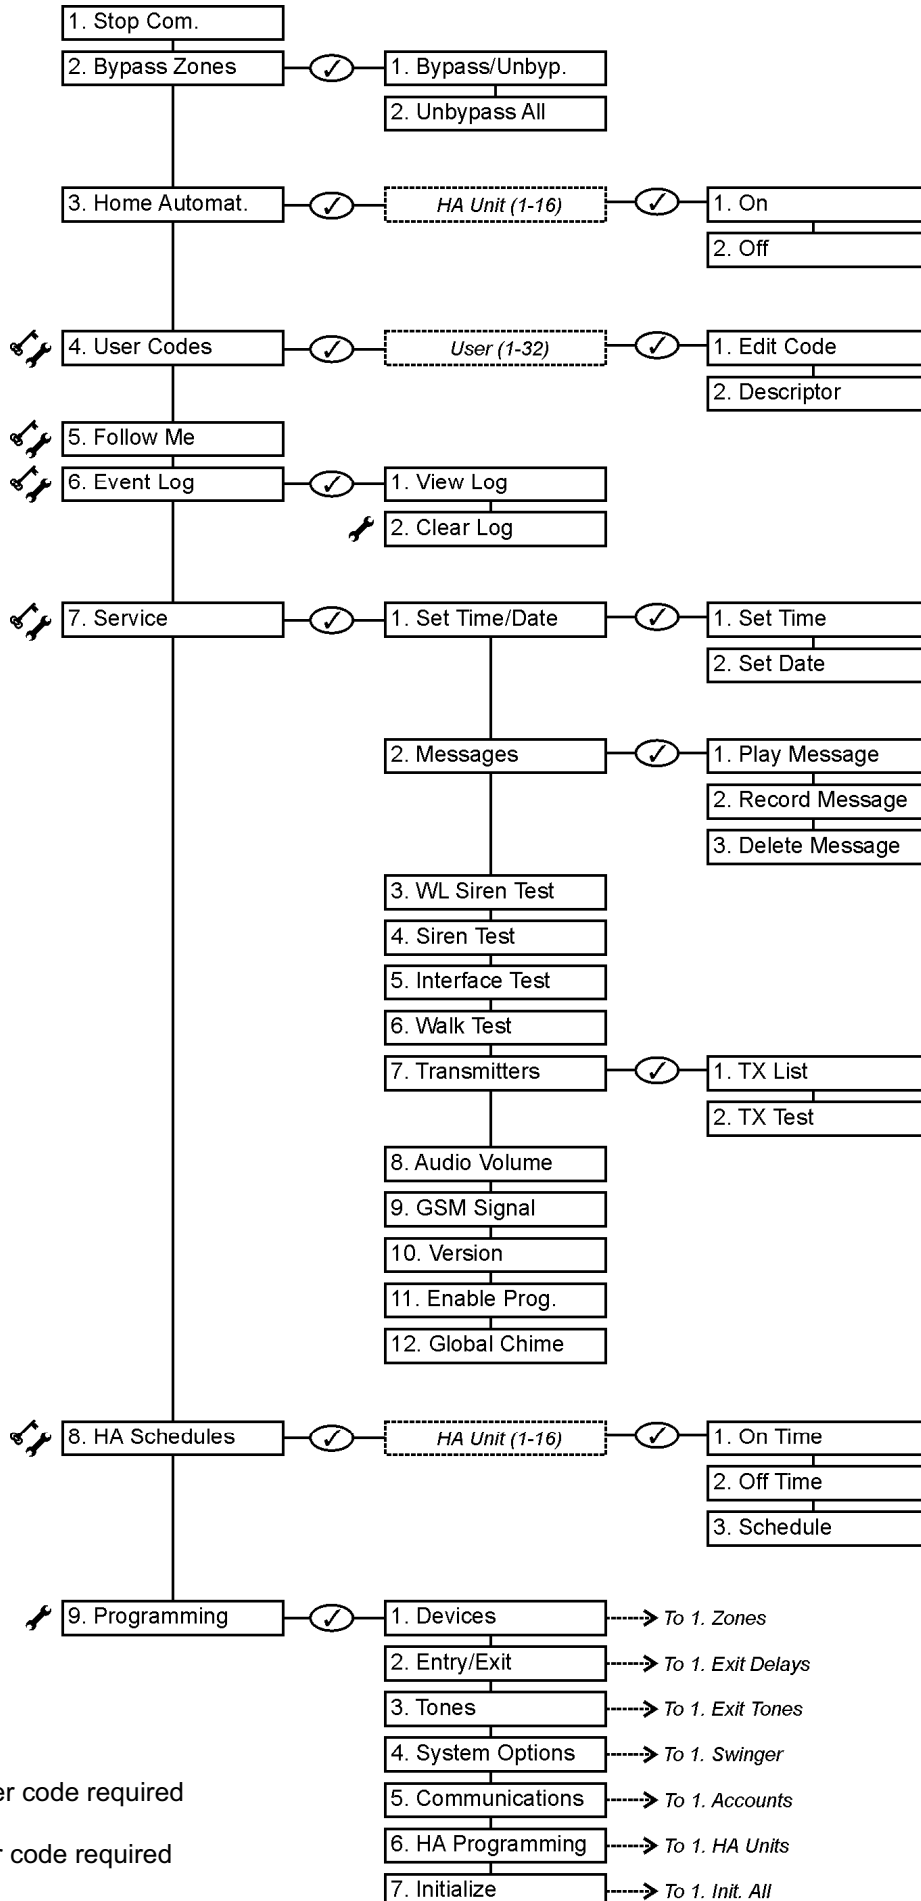 1. Stop Com.
2. Bypass Zones
1. Bypass/Unbyp.
2. Unbypass All
3. Home Automat.
HA Unit (1-16)
1. On
2. Off
4. User Codes
User (1-32)
1. Edit Code
2. Descriptor
5. Follow Me
6. Event Log
1. View Log
2. Clear Log
7. Service
1. Set Time/Date
1. Set Time
2. Set Date
2. Messages
1. Play Message
2. Record Message
3. Delete Message
3. WL Siren Test
4. Siren Test
5. Interface Test
6. Walk Test
7. Transmitters
1. TX List
2. TX Test
8. Audio Volume
9. GSM Signal
10. Version
11. Enable Prog.
12. Global Chime
8. HA Schedules
HA Unit (1-16)
1. On Time
2. Off Time
3. Schedule
9. Programming
1. Devices
To 1. Zones
2. Entry/Exit
To 1. Exit Delays
3. Tones
To 1. Exit Tones
4. System Options
To 1. Swinger
5. Communications
To 1. Accounts
6. HA Programming
To 1. HA Units
7. Initialize
To 1. Init. All
er code required
r code required